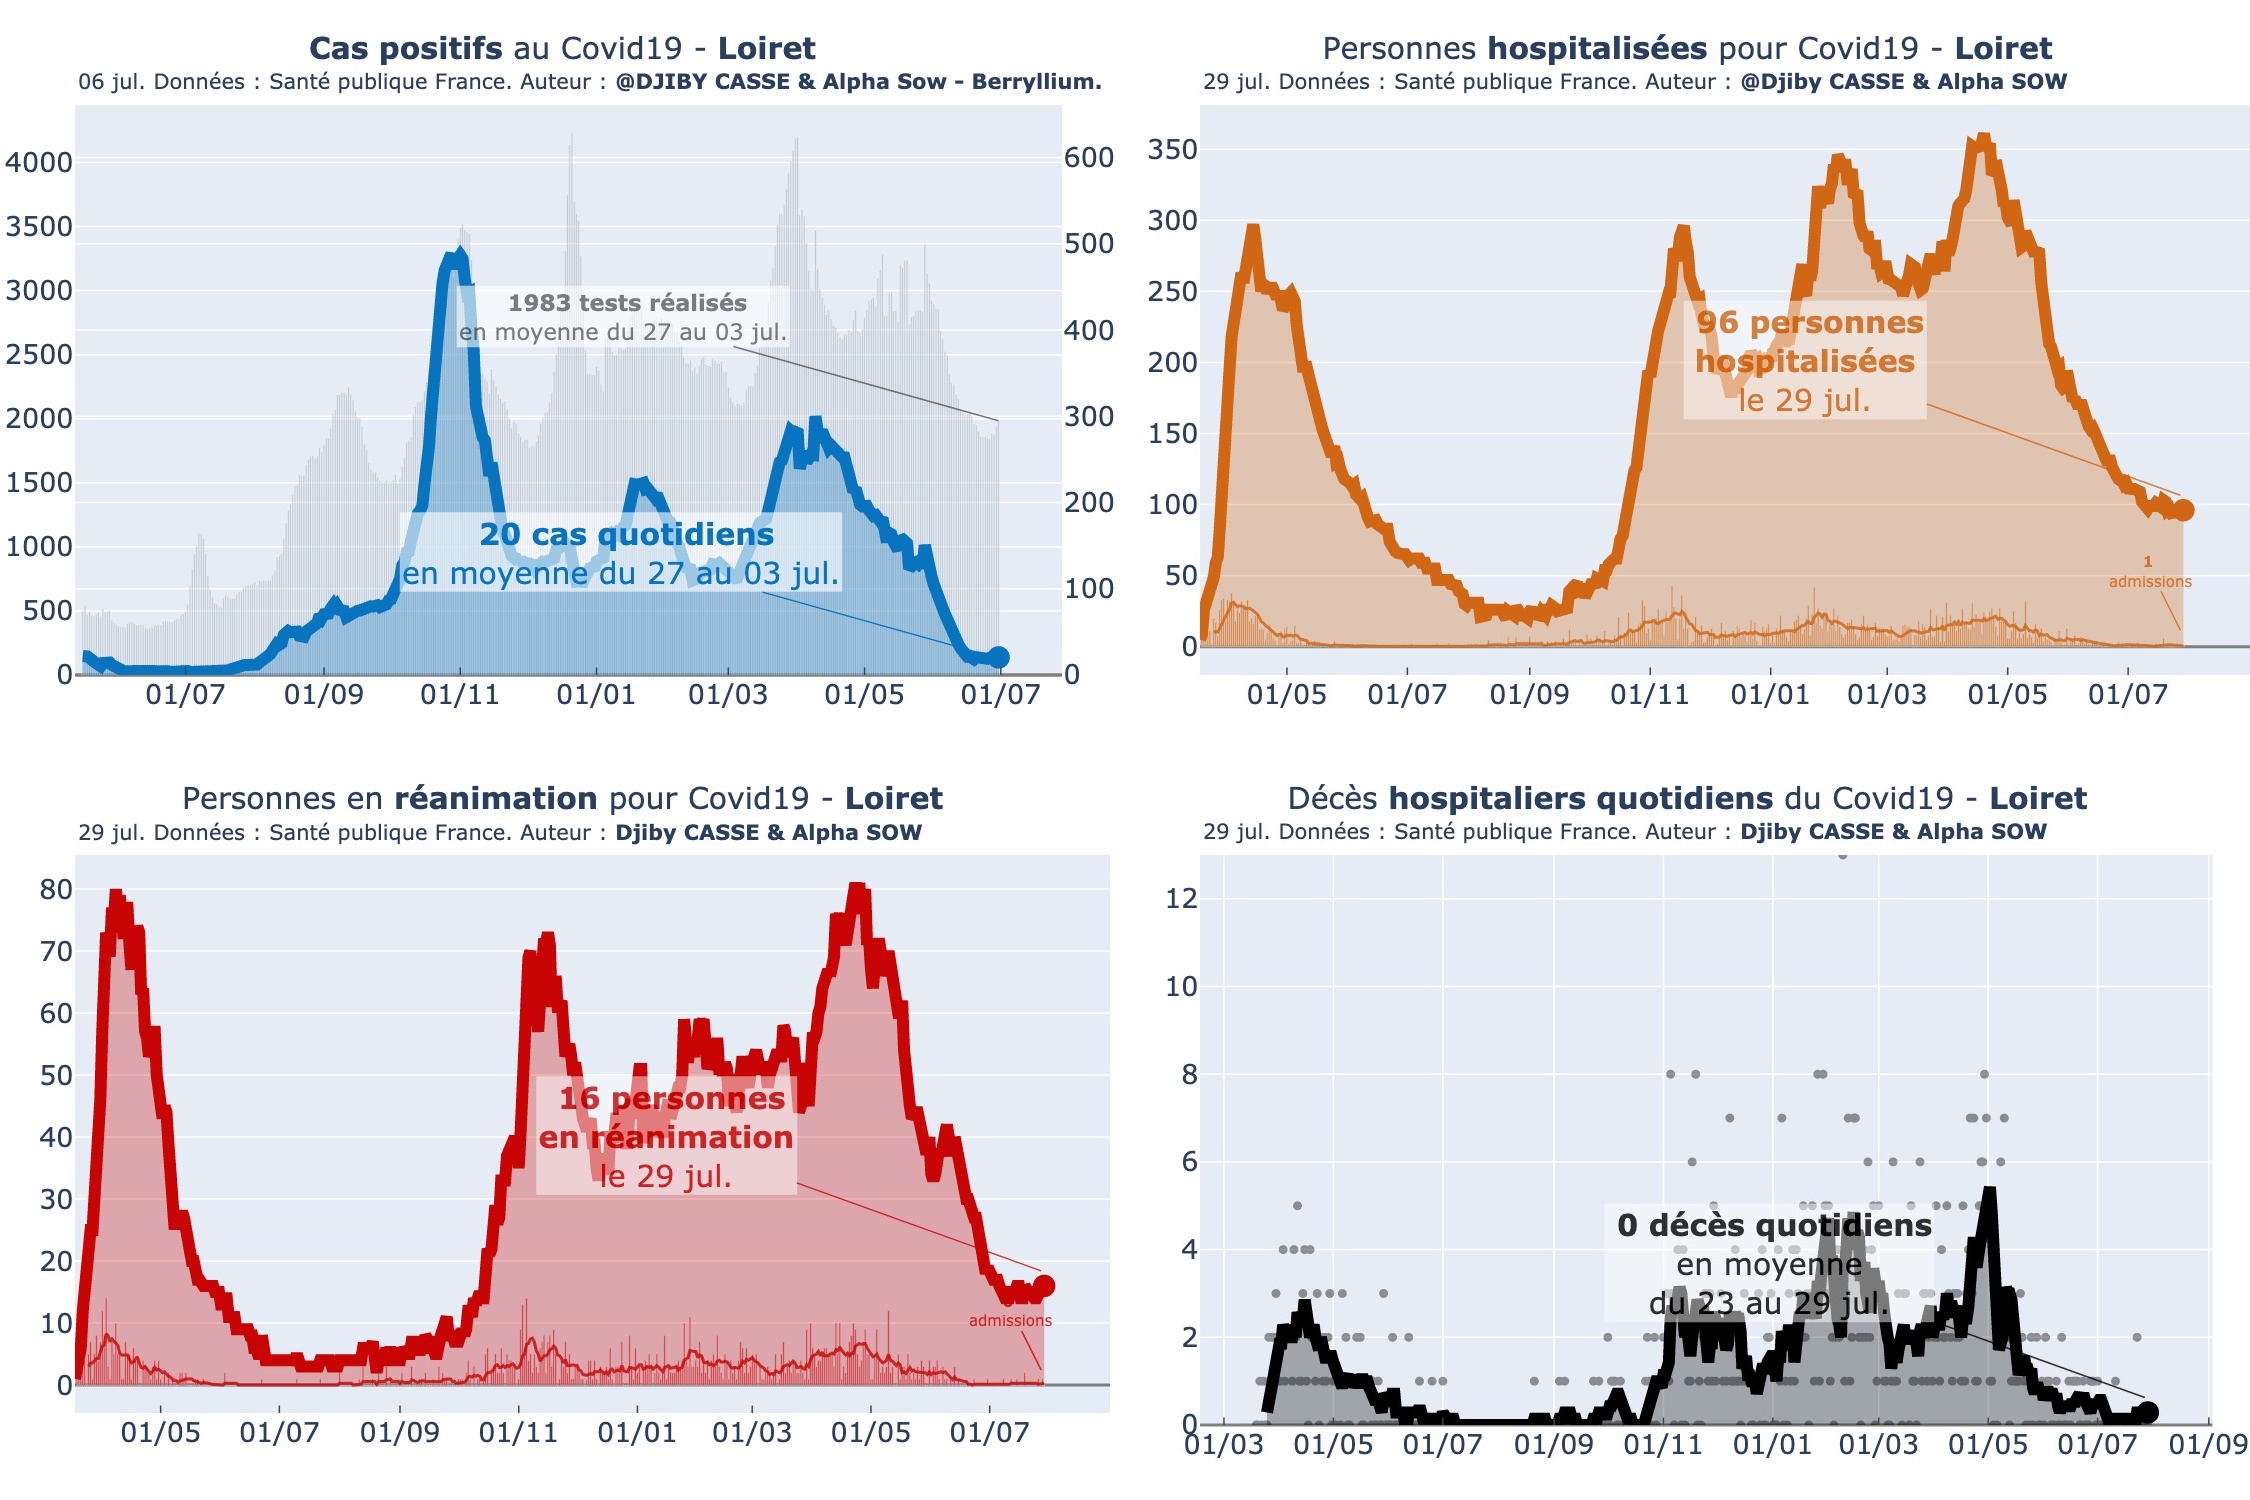 Cas positifs au Covid19 - Loiret
06 jul. Données : Santé publique France. Auteur : @DJIBY CASSE & Alpha Sow - Berryllium.
4000
3500
3000
2500
2000
1500
1000
500
0
600
500
400
300
200
100
0
1983 tests réalisés
en moyenne du 27 au 03 jul.
20 cas quotidiens
en moyenne du 27 au 03 jul.
01/07 01/09 01/11 01/01 01/03 01/05 01/07
Personnes hospitalisées pour Covid19 - Loiret
29 jul. Données : Santé publique France. Auteur : @Djiby CASSE & Alpha SOW
350
300
250
200
150
100
50
0
96 personnes
hospitalisées
le 29 jul.
1
admissions
01/05 01/07 01/09 01/11 01/01 01/03 01/05 01/07
Personnes en réanimation pour Covid19 - Loiret
29 jul. Données : Santé publique France. Auteur : Djiby CASSE & Alpha SOW
80
70
60
50
40
30
20
10
0
16 personnes
en réanimation
le 29 jul.
admissions
01/05 01/07 01/09 01/11 01/01 01/03 01/05 01/07
Décès hospitaliers quotidiens du Covid19 - Loiret
29 jul. Données : Santé publique France. Auteur : Djiby CASSE & Alpha SOW
12
10
8
6
4
2
0
0 décès quotidiens
en moyenne
du 23 au 29 jul.
01/03 01/05 01/07 01/09 01/11 01/01 01/03 01/05 01/07 01/09